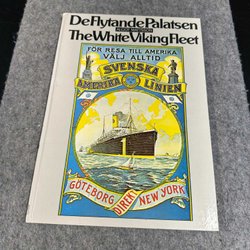 De Flytande Palatsen
The White Viking Fleet
FÖR RESA TILL AMERIKA
VÄLJ ALLTID
SVENSKA
AMERIKA LINIEN
GÖTEBORG
DIREKT
NEW YORK